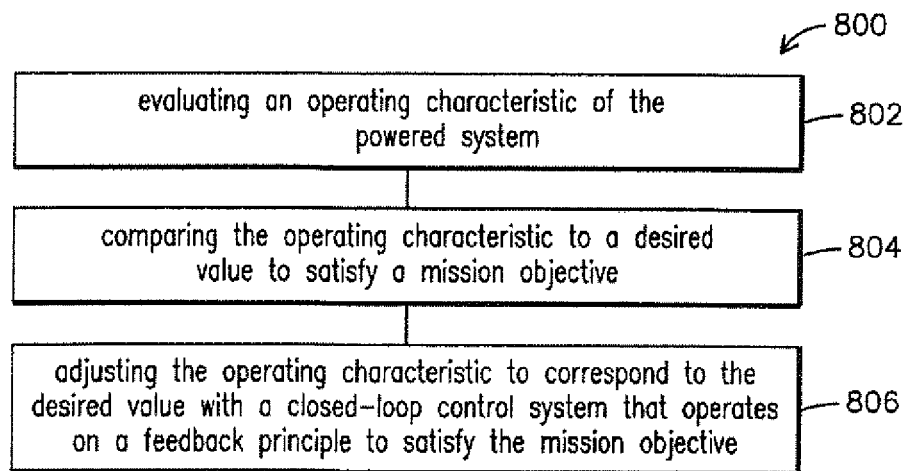 800
evaluating an operating characteristic of the
powered system
802
comparing the operating characteristic to a desired
value to satisfy a mission objective
804
adjusting the operating characteristic to correspond to the
desired value with a closed-loop control system that operates
on a feedback principle to satisfy the mission objective
806